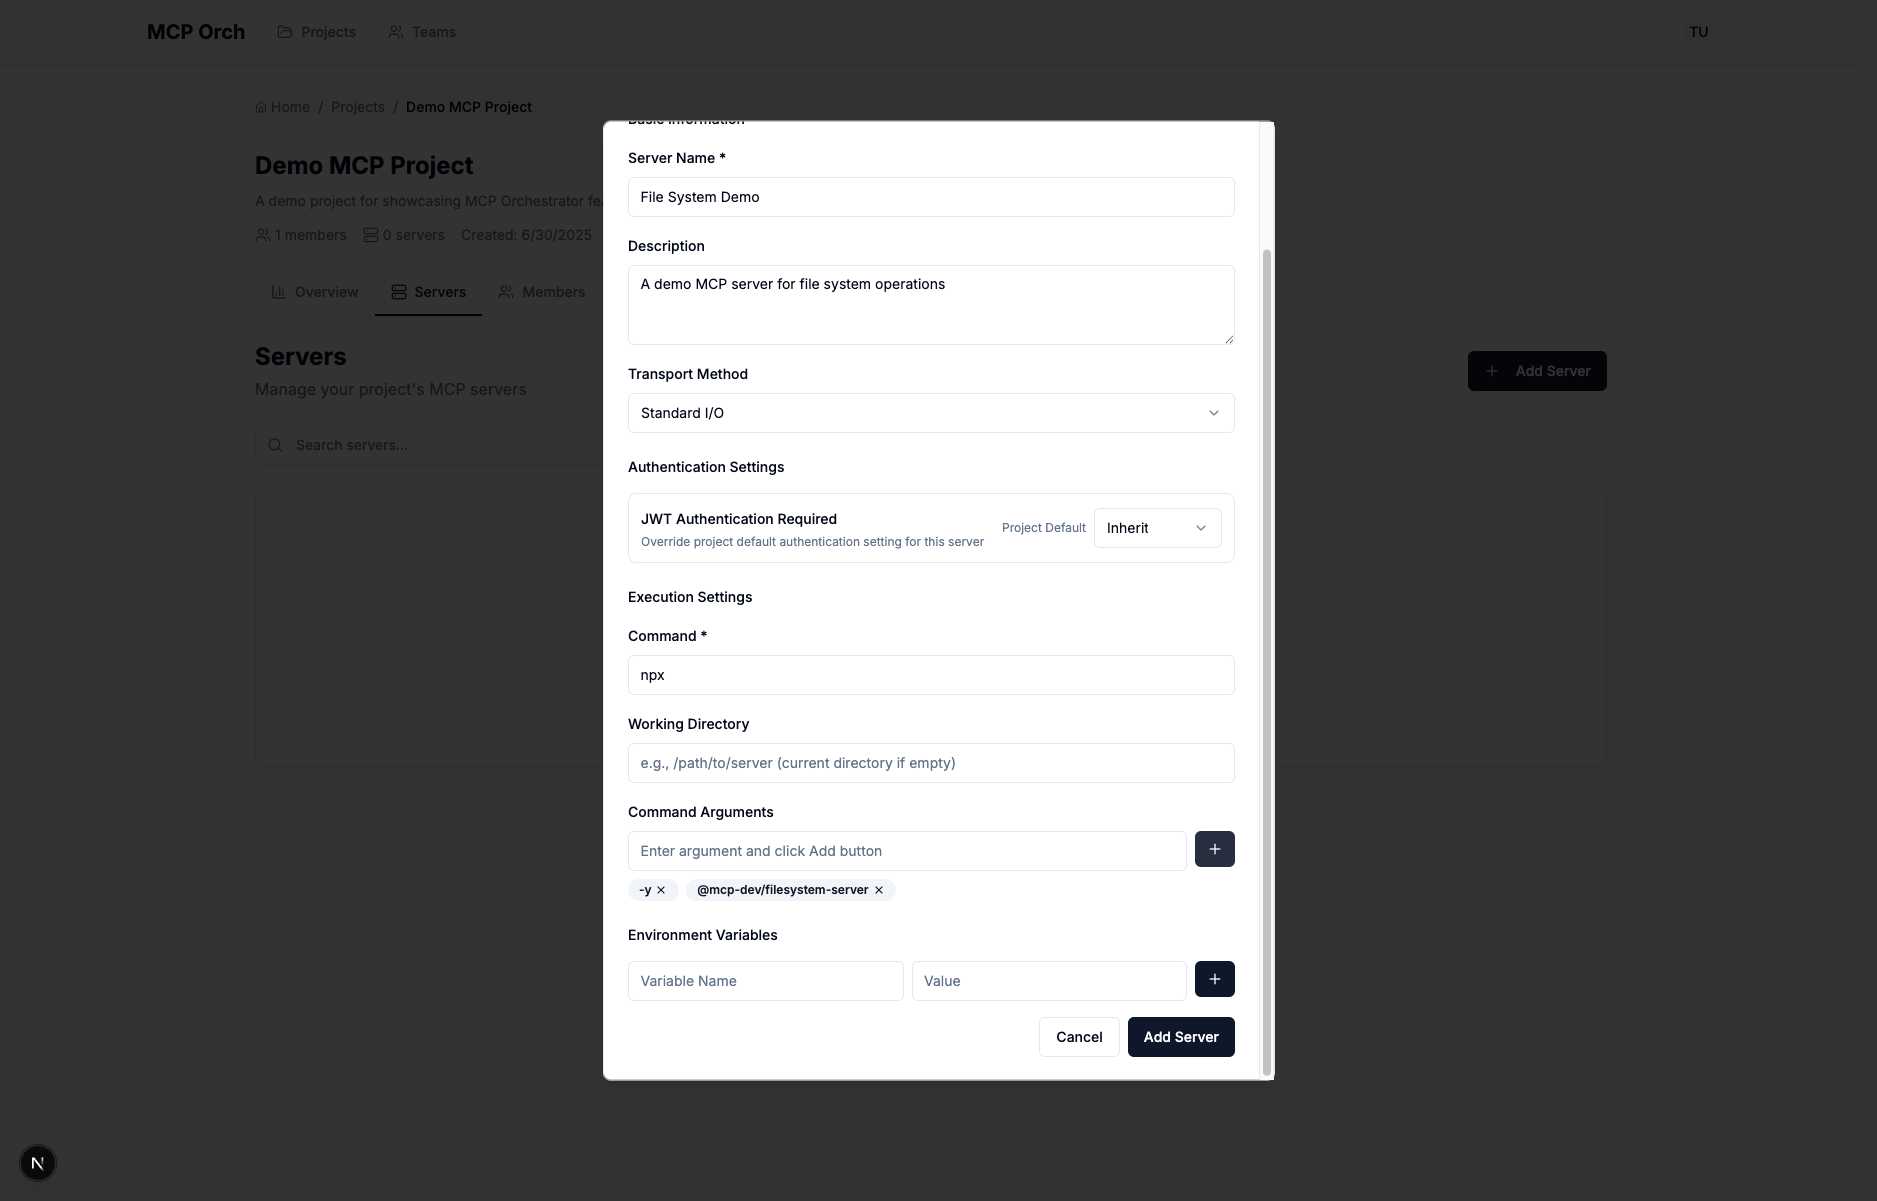 MCP Orch
Projects
Teams
TU
Home / Projects / Demo MCP Project
Demo MCP Project
A demo project for showcasing MCP Orchestrator
1 members
0 servers
Created: 6/30/2025
Overview
Servers
Members
Servers
Manage your project's MCP servers
Add Server
Search servers...
Basic Information
Server Name *
File System Demo
Description
A demo MCP server for file system operations
Transport Method
Standard I/O
Authentication Settings
JWT Authentication Required
Override project default authentication setting for this server
Project Default
Inherit
Execution Settings
Command *
npx
Working Directory
e.g., /path/to/server (current directory if empty)
Command Arguments
Enter argument and click Add button
-y
@mcp-dev/filesystem-server
Environment Variables
Variable Name
Value
Cancel
Add Server
N